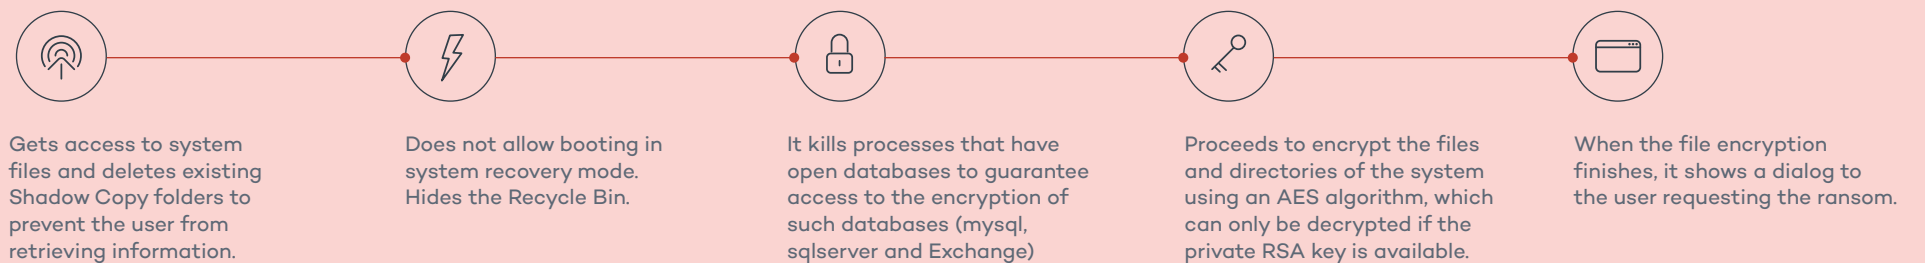 Gets access to system
files and deletes existing
Shadow Copy folders to
prevent the user from
retrieving information.
Does not allow booting in
system recovery mode.
Hides the Recycle Bin.
It kills processes that have
open databases to guarantee
access to the encryption of
such databases (mysql,
sqlserver and Exchange)
Proceeds to encrypt the files
and directories of the system
using an AES algorithm, which
can only be decrypted if the
private RSA key is available.
When the file encryption
finishes, it shows a dialog to
the user requesting the ransom.